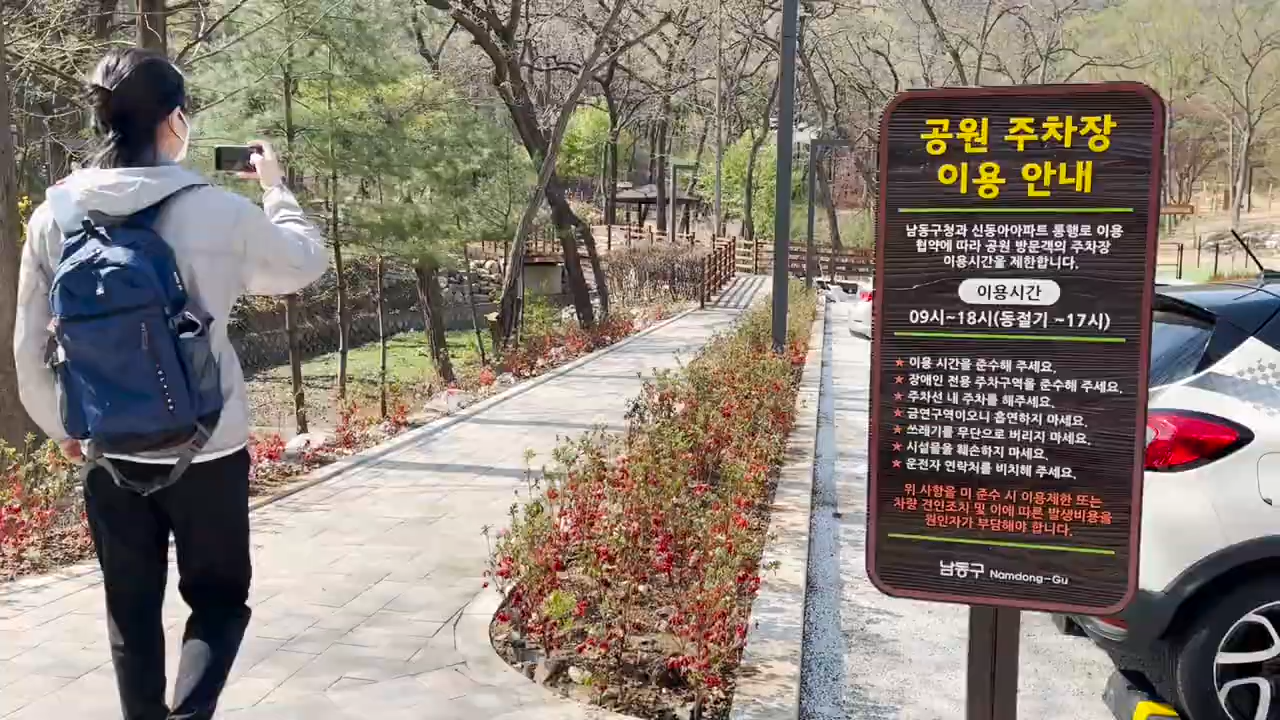 공원 주차장
이용 안내
남동구청과 신동아아파트 통행로 이용
협약에 따라 공원 방문객의 주차장
이용시간을 제한합니다.
이용시간
09시~18시(동절기 ~17시)
★ 이용 시간을 준수해 주세요.
★ 장애인 전용 주차구역을 준수해 주세요.
★ 주차선 내 주차를 해주세요.
★ 금연구역이오니 흡연하지 마세요.
★ 쓰레기를 무단으로 버리지 마세요.
★ 시설물을 훼손하지 마세요.
★ 운전자 연락처를 비치해 주세요.
위 사항을 미 준수 시 이용제한 또는
차량 견인조치 및 이에 따른 발생비용을
원인자가 부담해야 합니다.
남동구 Namdong-Gu